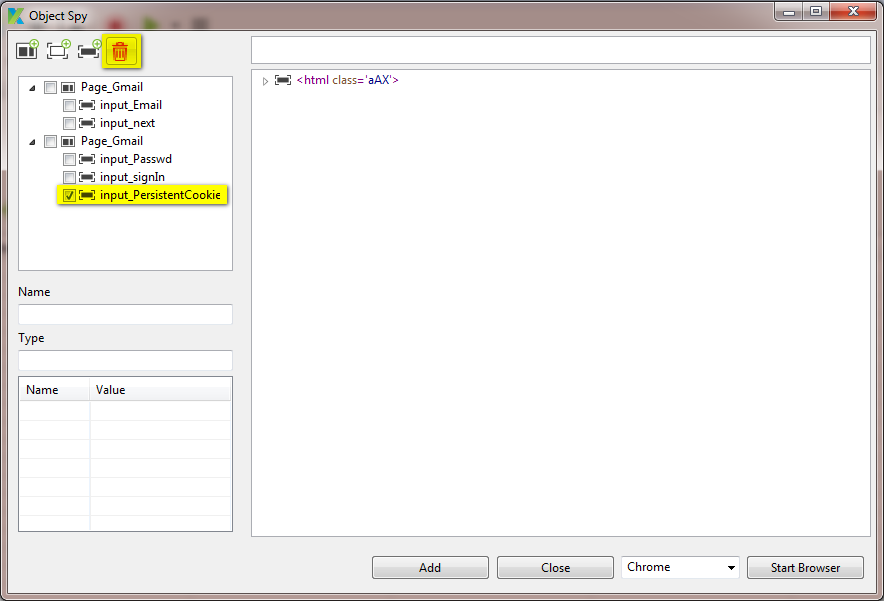 Object Spy
Page_Gmail
input_Email
input_next
Page_Gmail
input_Passwd
input_signIn
input_PersistentCookie
<html class='aAX'>
Name
Type
Name Value
Add Close Chrome Start Browser